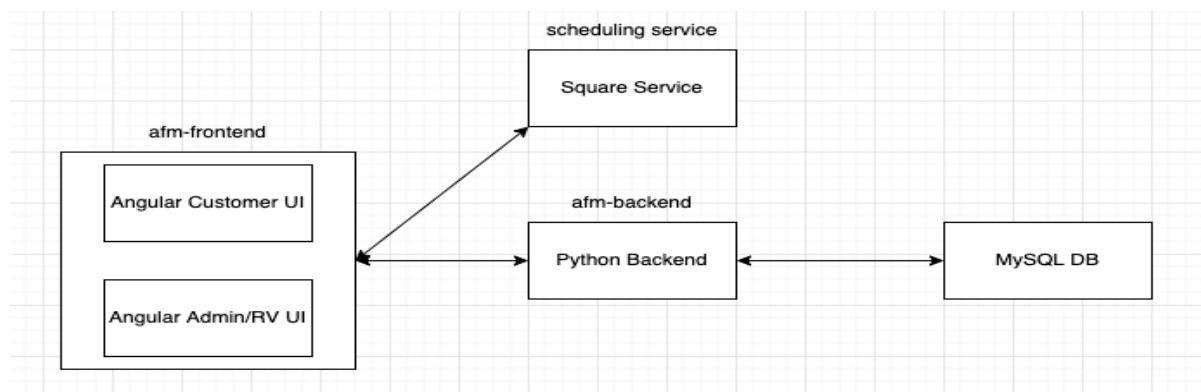 scheduling service
Square Service
afm-frontend
Angular Customer UI
afm-backend
Python Backend
MySQL DB
Angular Admin/RV UI